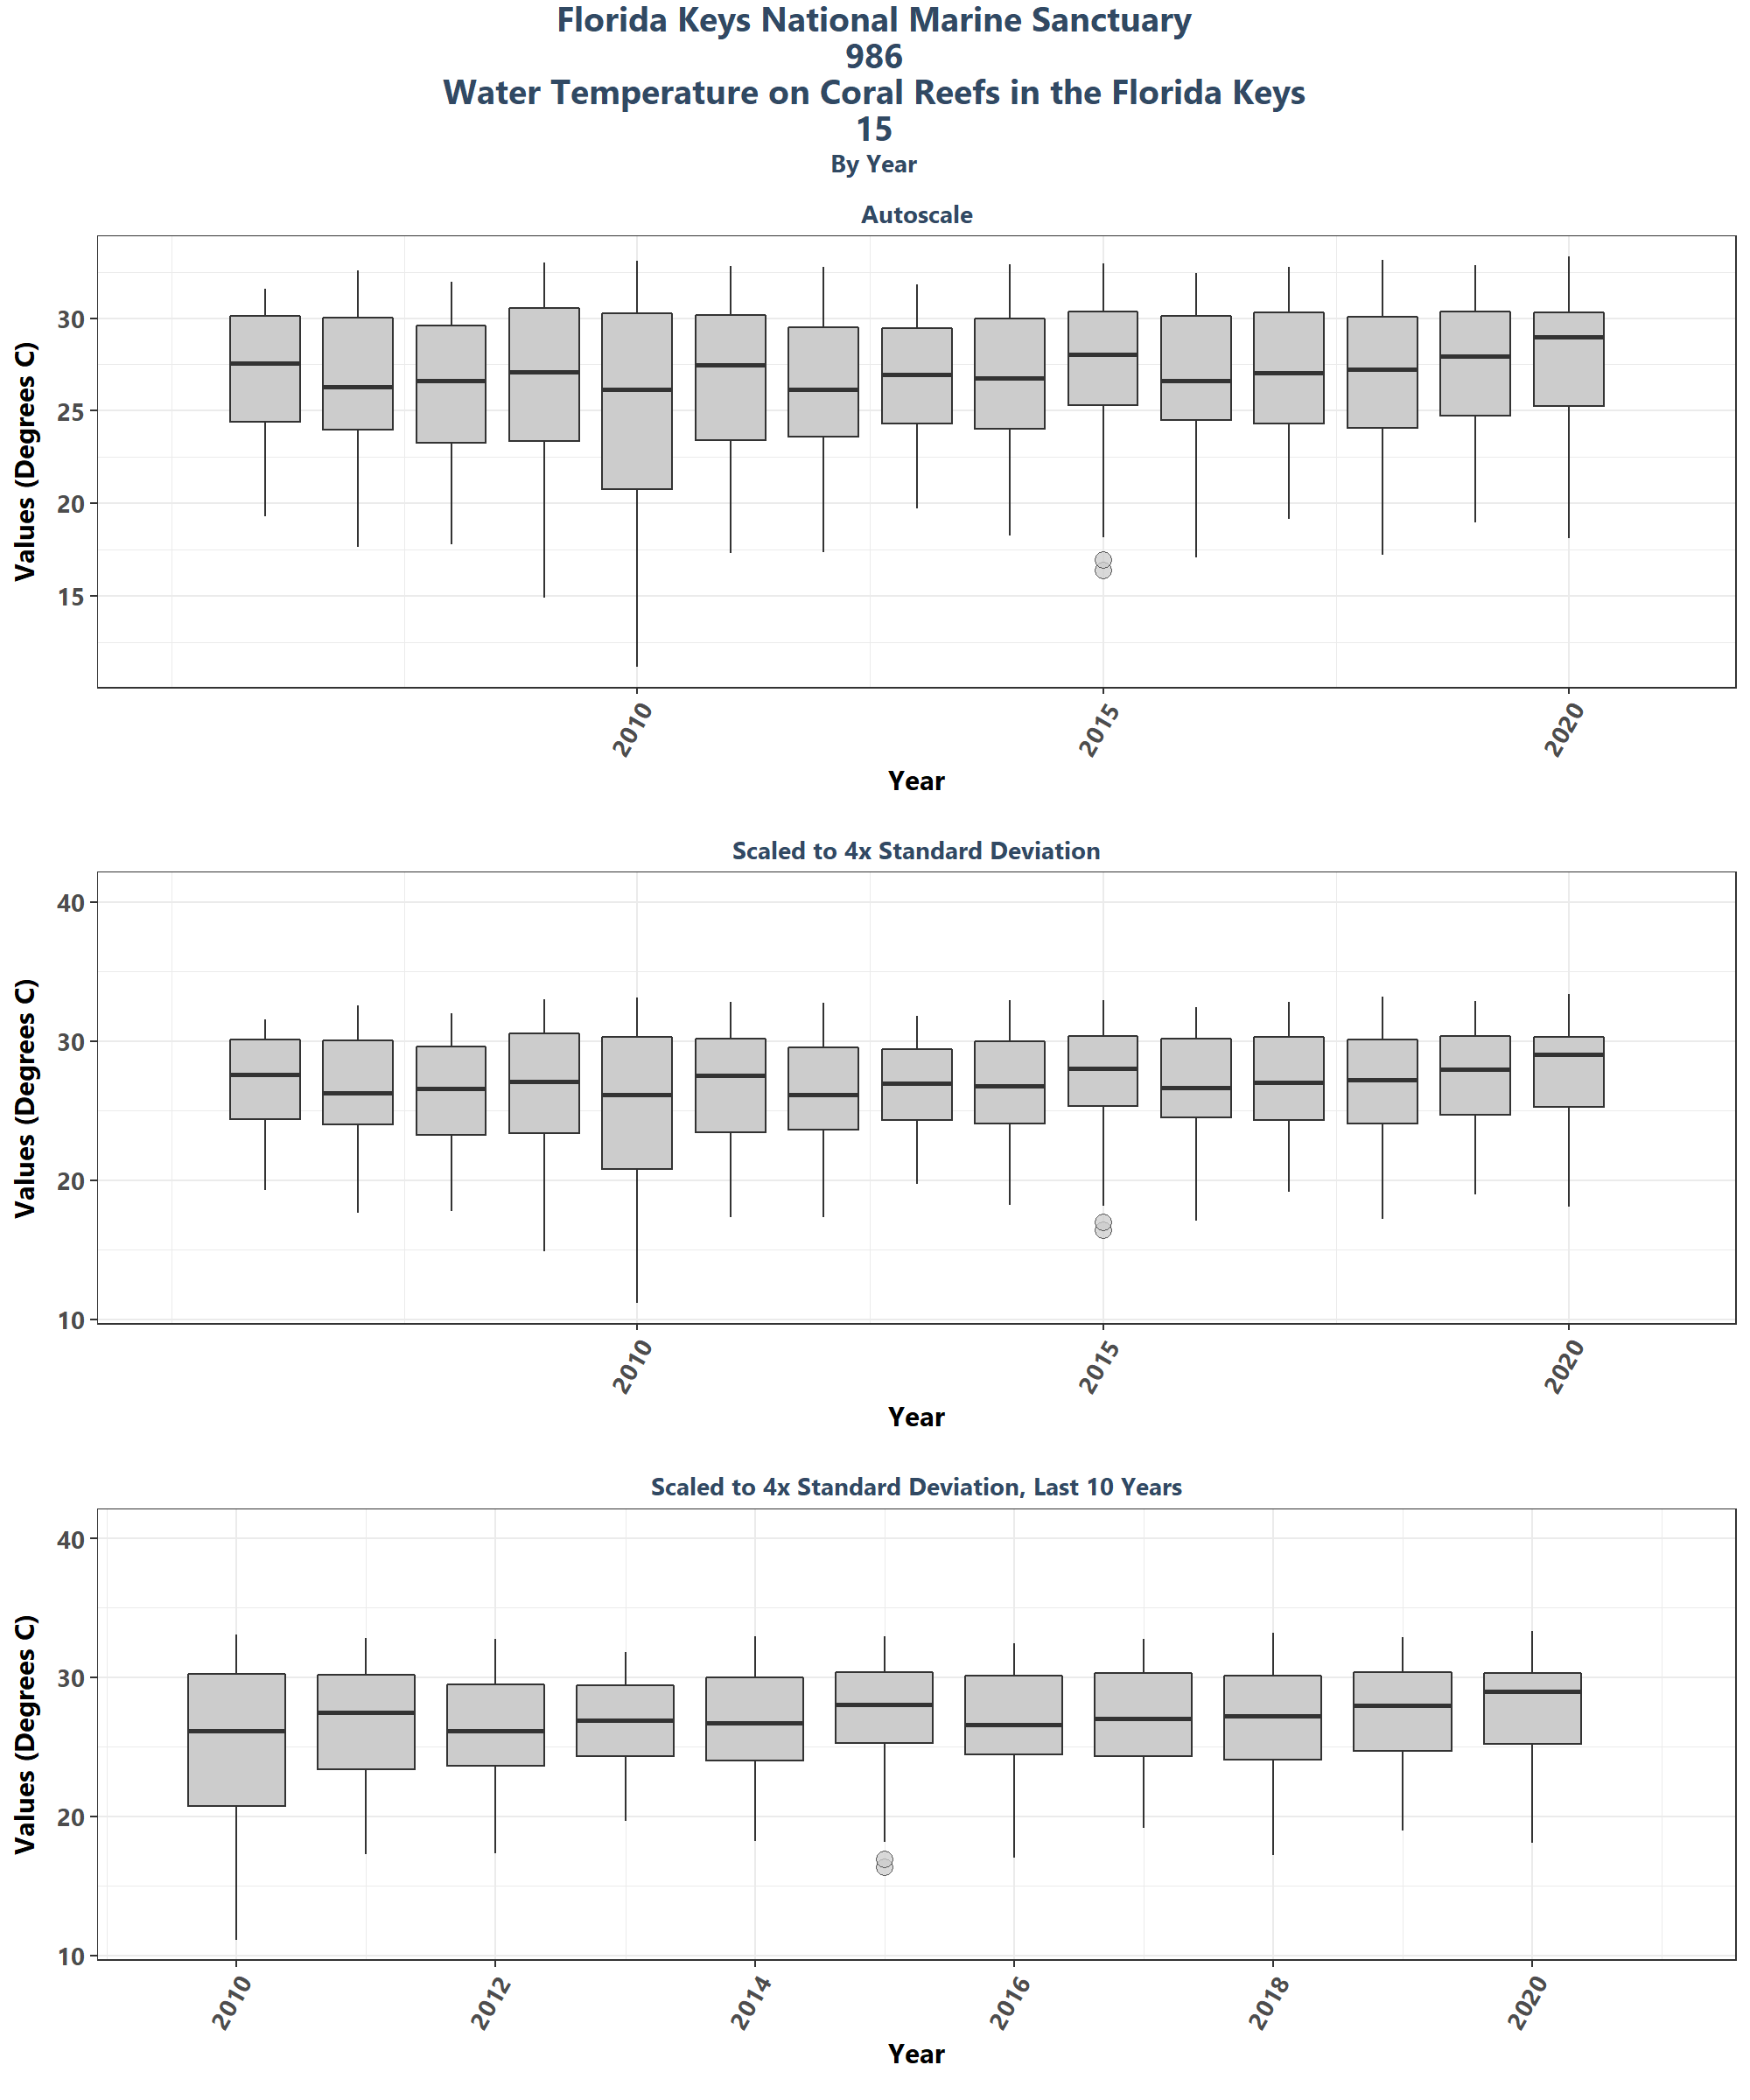 Florida Keys National Marine Sanctuary
986
Water Temperature on Coral Reefs in the Florida Keys
15
By Year
Autoscale
Values (Degrees C)
30
25
20
15
2010
2015
2020
Year
Scaled to 4x Standard Deviation
Values (Degrees C)
40
30
20
10
2010
2015
2020
Year
Scaled to 4x Standard Deviation, Last 10 Years
Values (Degrees C)
40
30
20
10
2010
2012
2014
2016
2018
2020
Year